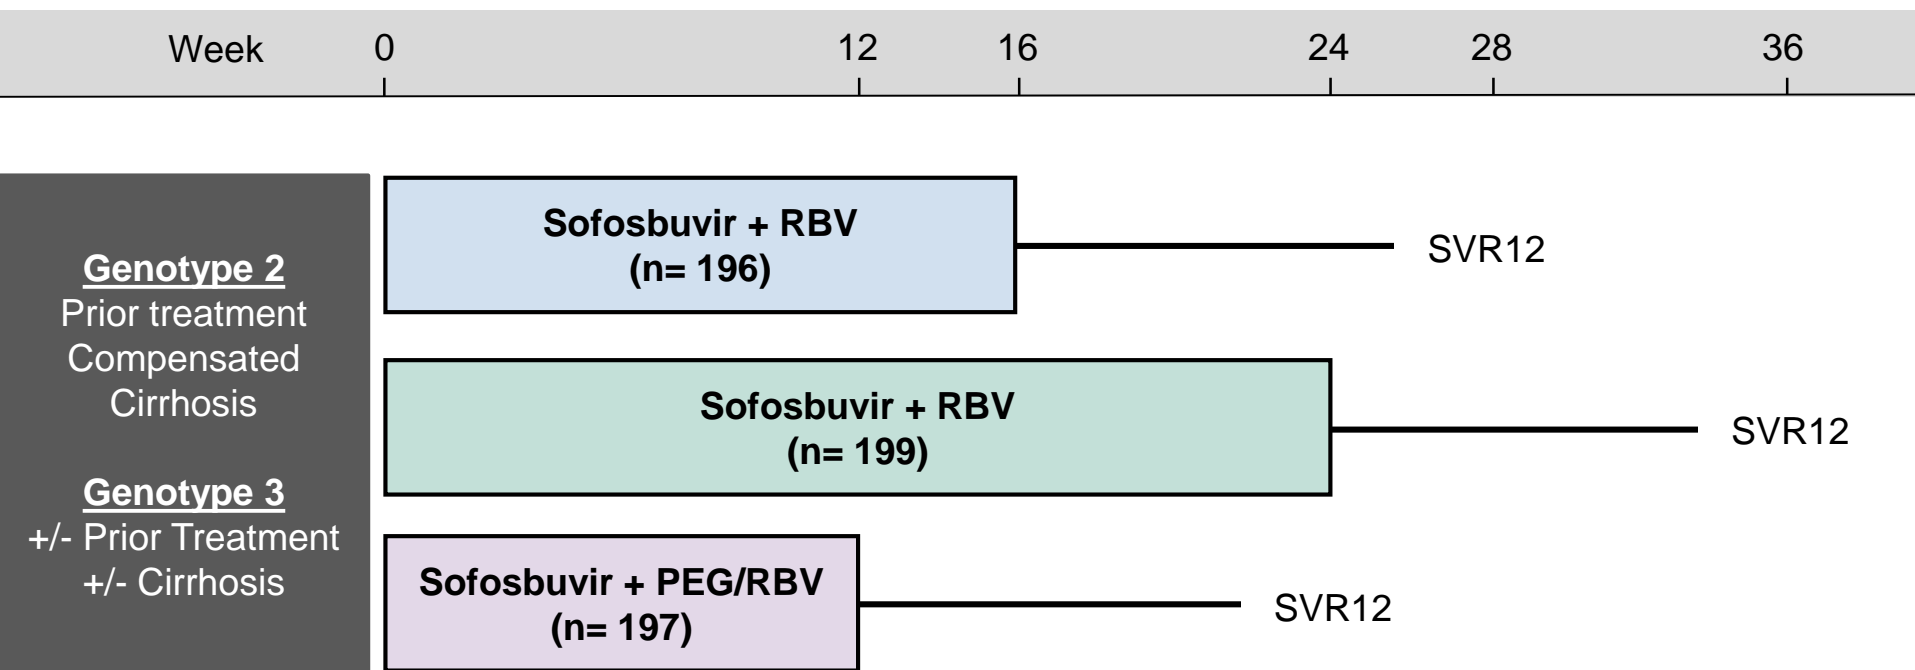 Week 0 12 16 24 28 36
Genotype 2
Prior treatment
Compensated
Cirrhosis
Genotype 3
+/- Prior Treatment
+/- Cirrhosis
Sofosbuvir + RBV
(n= 196)
SVR12
Sofosbuvir + RBV
(n= 199)
SVR12
Sofosbuvir + PEG/RBV
(n= 197)
SVR12